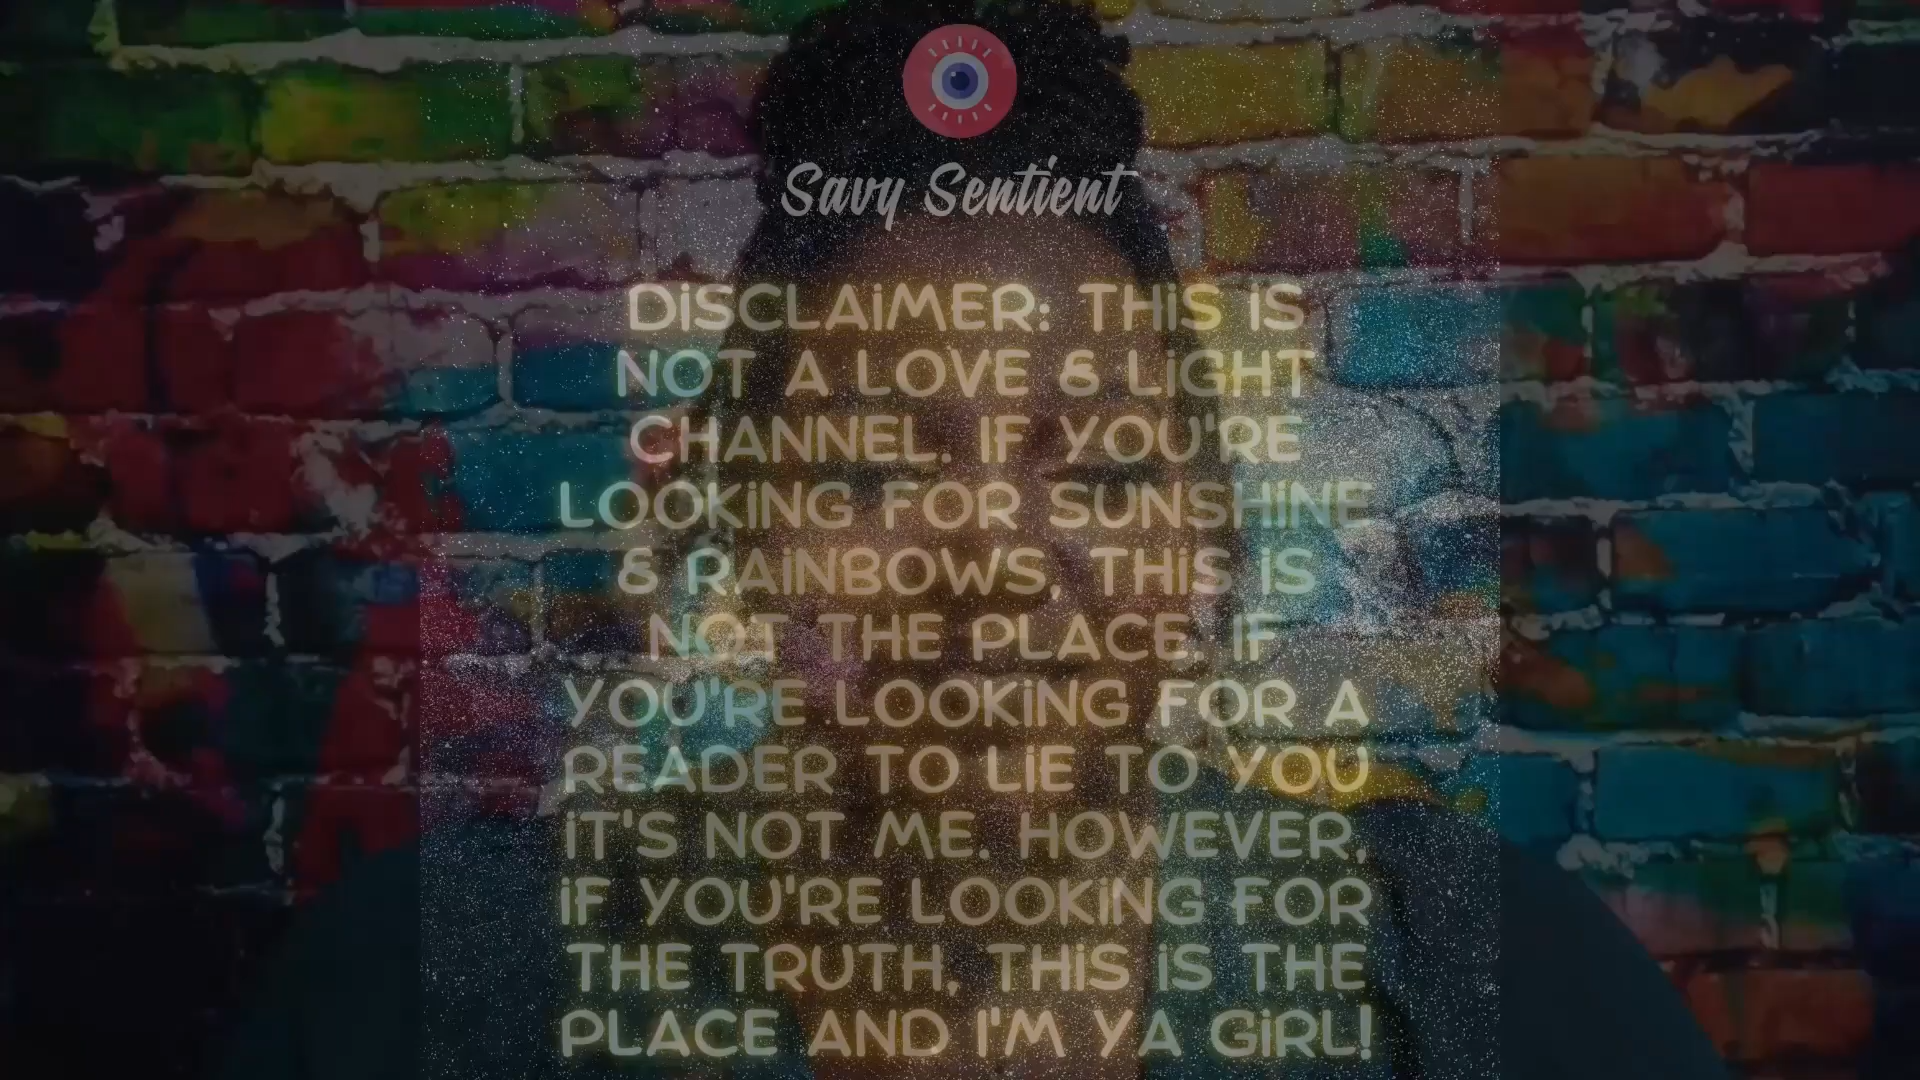 Savy Sentient
DiSCLAiMER: THiS iS
NOT A LOVE & LiGHT
CHANNEL. IF YOU'RE
LOOKiNG FOR SUNSHiNE
& RAiNBOWS, THiS iS
NOT THE PLACE. IF
YOU'RE LOOKiNG FOR A
READER TO LiE TO YOU
iT'S NOT ME. HOWEVER,
iF YOU'RE LOOKiNG FOR
THE TRUTH, THiS iS THE
PLACE AND I'M YA GiRL!